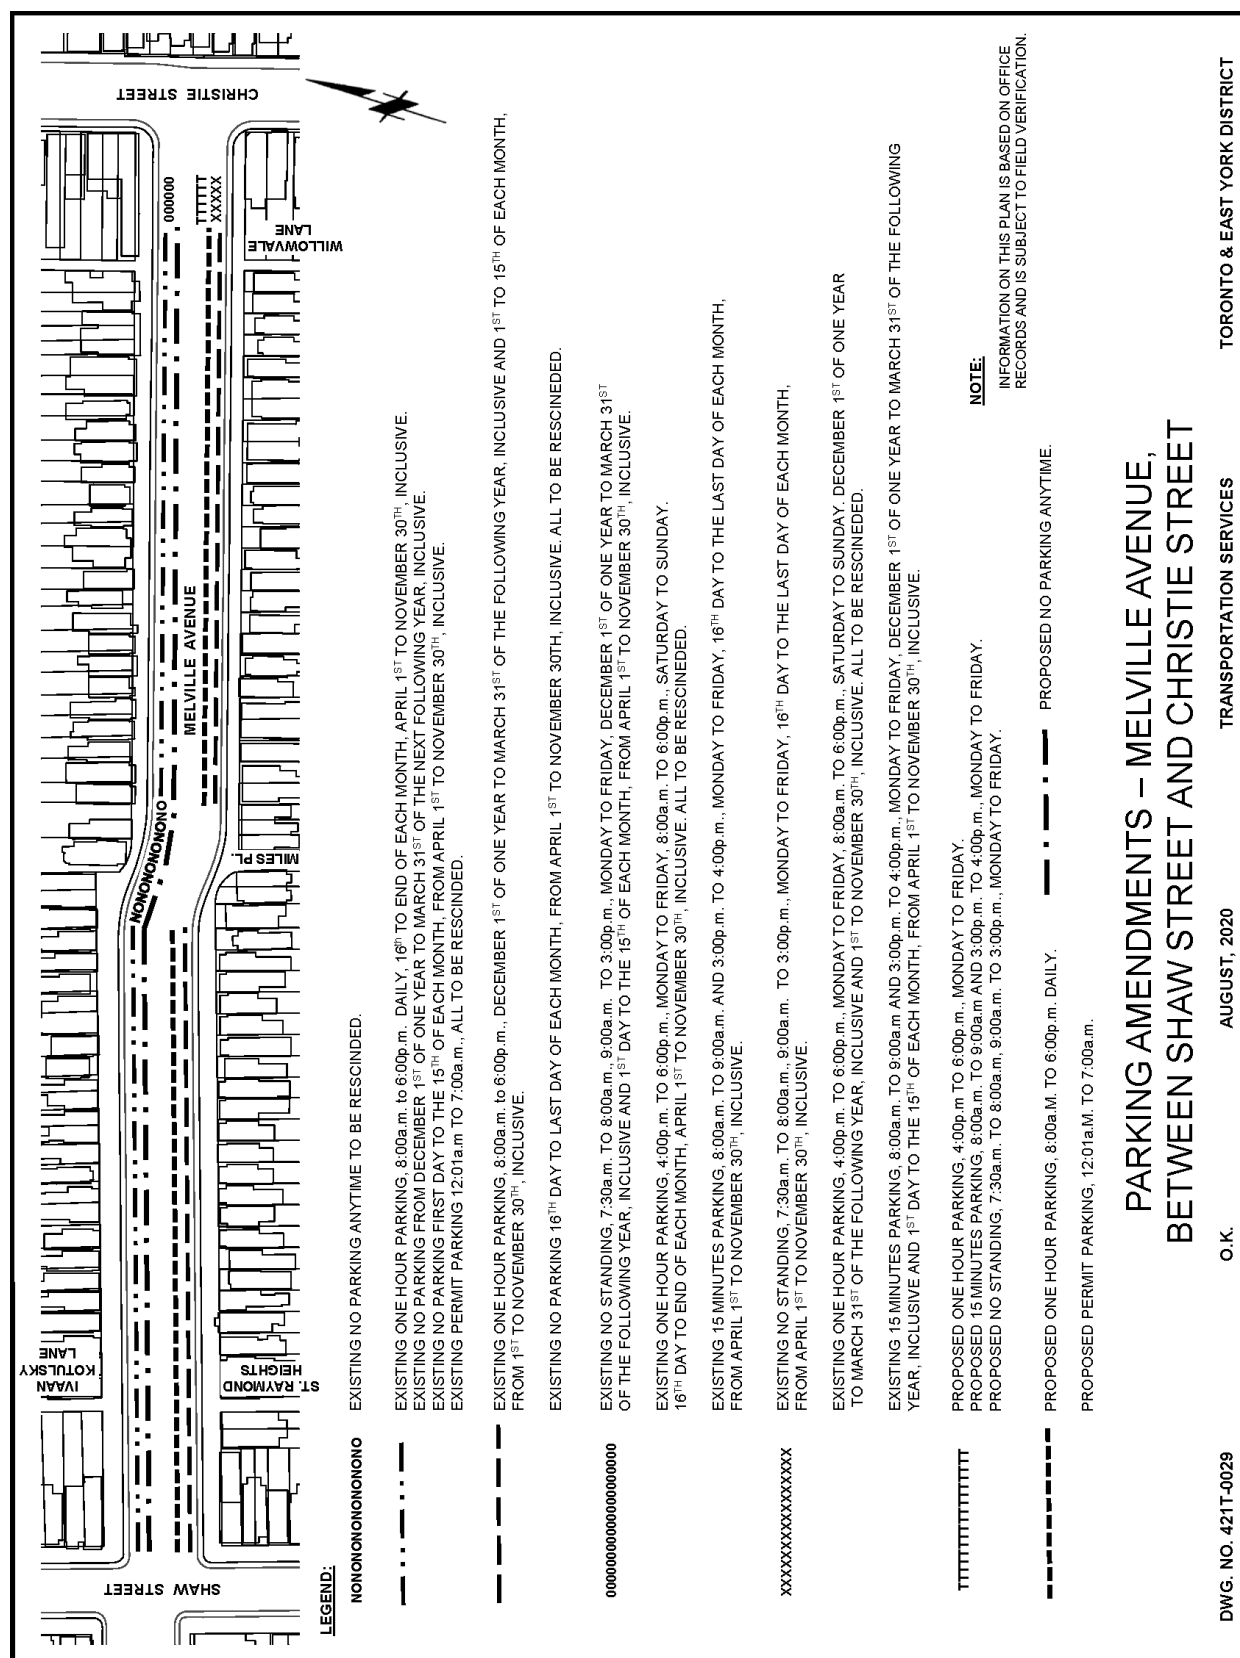 CHRISTIE STREET
000000
TTTTTT
XXXXX
WILLOWVALE
LANE
MELVILLE AVENUE
NONONONONONO
MILES PL.
IVAAN
KOTULSKY
LANE
ST. RAYMOND
HEIGHTS
SHAW STREET
LEGEND:
NONONONONONONONO EXISTING NO PARKING ANYTIME TO BE RESCINDED.
EXISTING ONE HOUR PARKING, 8:00a.m. to 6:00p.m. DAILY, 16th TO END OF EACH MONTH, APRIL 1ST TO NOVEMBER 30TH, INCLUSIVE.
EXISTING NO PARKING FROM DECEMBER 1ST OF ONE YEAR TO MARCH 31ST OF THE NEXT FOLLOWING YEAR, INCLUSIVE.
EXISTING NO PARKING FIRST DAY TO THE 15TH OF EACH MONTH, FROM APRIL 1ST TO NOVEMBER 30TH, INCLUSIVE.
EXISTING PERMIT PARKING 12:01a.m TO 7:00a.m., ALL TO BE RESCINDED.
EXISTING ONE HOUR PARKING, 8:00a.m. to 6:00p.m., DECEMBER 1ST OF ONE YEAR TO MARCH 31ST OF THE FOLLOWING YEAR, INCLUSIVE AND 1ST TO 15TH OF EACH MONTH,
FROM 1ST TO NOVEMBER 30TH, INCLUSIVE.
EXISTING NO PARKING 16TH DAY TO LAST DAY OF EACH MONTH, FROM APRIL 1ST TO NOVEMBER 30TH, INCLUSIVE. ALL TO BE RESCINEDED.
0000000000000000000 EXISTING NO STANDING, 7:30a.m. TO 8:00a.m., 9:00a.m. TO 3:00p.m., MONDAY TO FRIDAY, DECEMBER 1ST OF ONE YEAR TO MARCH 31ST
OF THE FOLLOWING YEAR, INCLUSIVE AND 1ST DAY TO THE 15TH OF EACH MONTH, FROM APRIL 1ST TO NOVEMBER 30TH, INCLUSIVE.
EXISTING ONE HOUR PARKING, 4:00p.m. TO 6:00p.m., MONDAY TO FRIDAY, 8:00a.m. TO 6:00p.m., SATURDAY TO SUNDAY.
16TH DAY TO END OF EACH MONTH, APRIL 1ST TO NOVEMBER 30TH, INCLUSIVE. ALL TO BE RESCINEDED.
EXISTING 15 MINUTES PARKING, 8:00a.m. TO 9:00a.m. AND 3:00p.m. TO 4:00p.m., MONDAY TO FRIDAY, 16TH DAY TO THE LAST DAY OF EACH MONTH,
FROM APRIL 1ST TO NOVEMBER 30TH, INCLUSIVE.
XXXXXXXXXXXXXXXXX EXISTING NO STANDING, 7:30a.m. TO 8:00a.m., 9:00a.m. TO 3:00p.m., MONDAY TO FRIDAY, 16TH DAY TO THE LAST DAY OF EACH MONTH,
FROM APRIL 1ST TO NOVEMBER 30TH, INCLUSIVE.
EXISTING ONE HOUR PARKING, 4:00p.m. TO 6:00p.m., MONDAY TO FRIDAY, 8:00a.m. TO 6:00p.m., SATURDAY TO SUNDAY. DECEMBER 1ST OF ONE YEAR
TO MARCH 31ST OF THE FOLLOWING YEAR, INCLUSIVE AND 1ST TO NOVEMBER 30TH, INCLUSIVE. ALL TO BE RESCINEDED.
EXISTING 15 MINUTES PARKING, 8:00a.m. TO 9:00a.m AND 3:00p.m. TO 4:00p.m., MONDAY TO FRIDAY, DECEMBER 1ST OF ONE YEAR TO MARCH 31ST OF THE FOLLOWING
YEAR, INCLUSIVE AND 1ST DAY TO THE 15TH OF EACH MONTH, FROM APRIL 1ST TO NOVEMBER 30TH, INCLUSIVE.
TTTTTTTTTTTTTTTTT PROPOSED ONE HOUR PARKING, 4:00p.m TO 6:00p.m., MONDAY TO FRIDAY.
PROPOSED 15 MINUTES PARKING, 8:00a.m. TO 9:00a.m AND 3:00p.m. TO 4:00p.m., MONDAY TO FRIDAY.
PROPOSED NO STANDING, 7:30a.m. TO 8:00a.m, 9:00a.m. TO 3:00p.m., MONDAY TO FRIDAY.
PROPOSED ONE HOUR PARKING, 8:00a.M. TO 6:00p.m. DAILY.
PROPOSED NO PARKING ANYTIME.
PROPOSED PERMIT PARKING, 12:01a.M. TO 7:00a.m.
NOTE:
INFORMATION ON THIS PLAN IS BASED ON OFFICE
RECORDS AND IS SUBJECT TO FIELD VERIFICATION.
PARKING AMENDMENTS – MELVILLE AVENUE,
BETWEEN SHAW STREET AND CHRISTIE STREET
DWG. NO. 421T-0029 O.K. AUGUST, 2020 TRANSPORTATION SERVICES TORONTO & EAST YORK DISTRICT